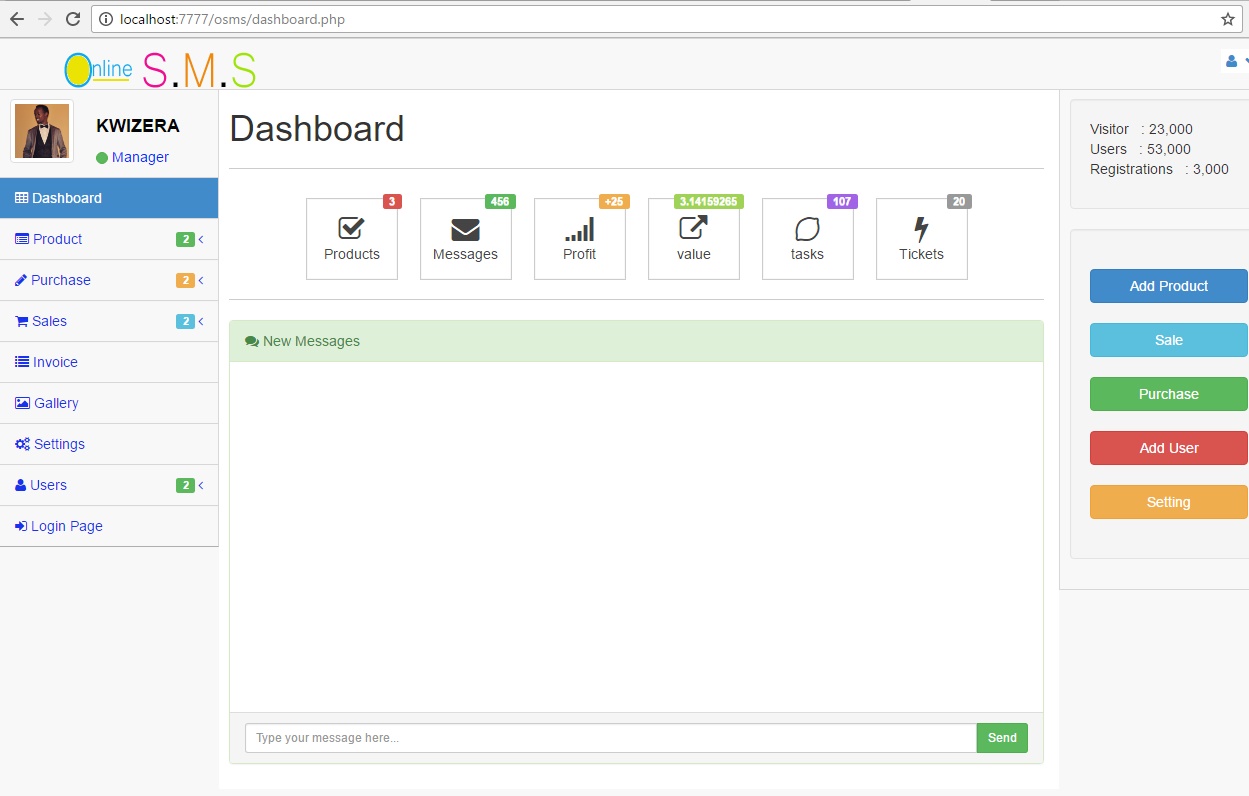 localhost:7777/osms/dashboard.php
Online S.M.S
KWIZERA
Manager
Dashboard
Product 2
Purchase 2
Sales 2
Invoice
Gallery
Settings
Users 2
Login Page
Dashboard
3
Products
456
Messages
+25
Profit
3.14159265
value
107
tasks
20
Tickets
New Messages
Type your message here...
Send
Visitor : 23,000
Users : 53,000
Registrations : 3,000
Add Product
Sale
Purchase
Add User
Setting